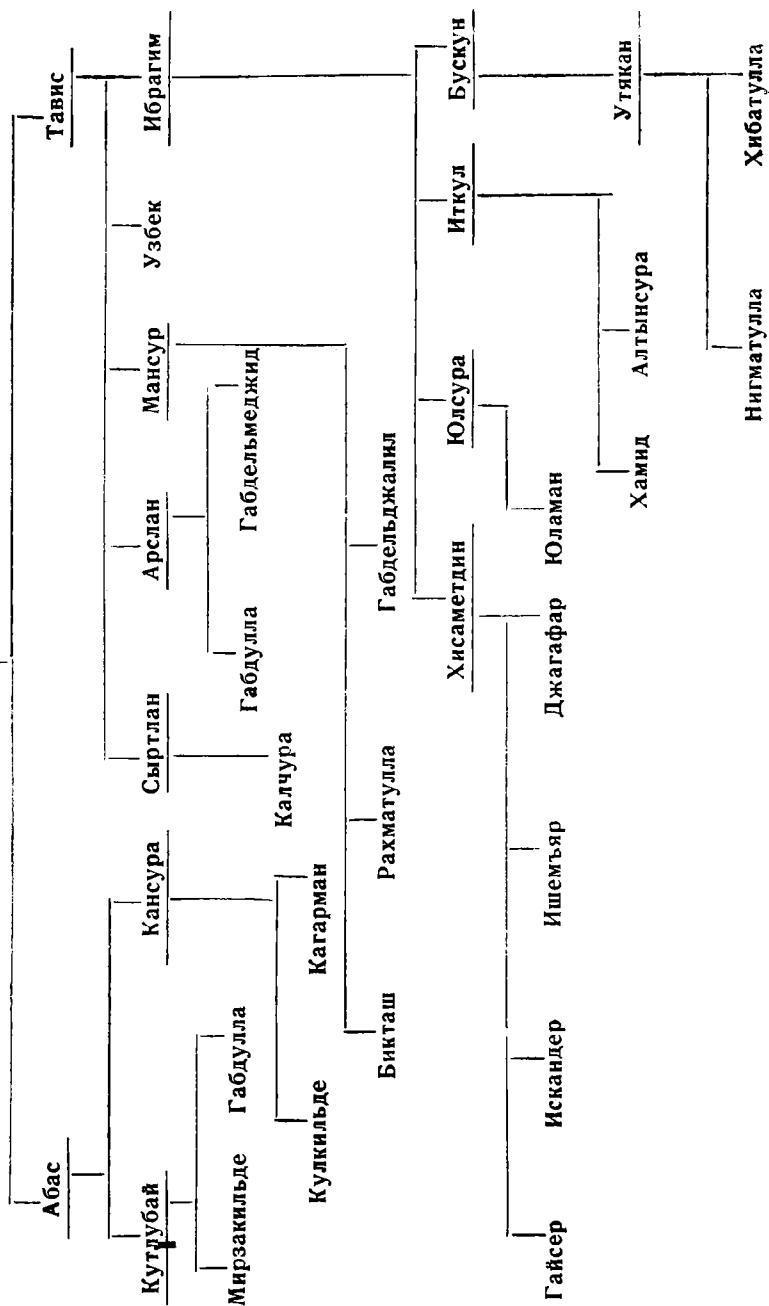 Абас Тавис
Кутлубай Кансура Сыртлан Арслан Мансур Узбек Ибрагим
Мирзакильде Габдулла Габдулла Габдельмеджид
Калчура
Кулкильде Кагарман
Бикташ Рахматулла Габдельджалил
Хисаметдин Юлсура Иткул Бускун
Гайсер Искандер Ишемъяр Джагафар Юламан
Хамид Алтынсура Утякан
Нигматулла Хибатулла